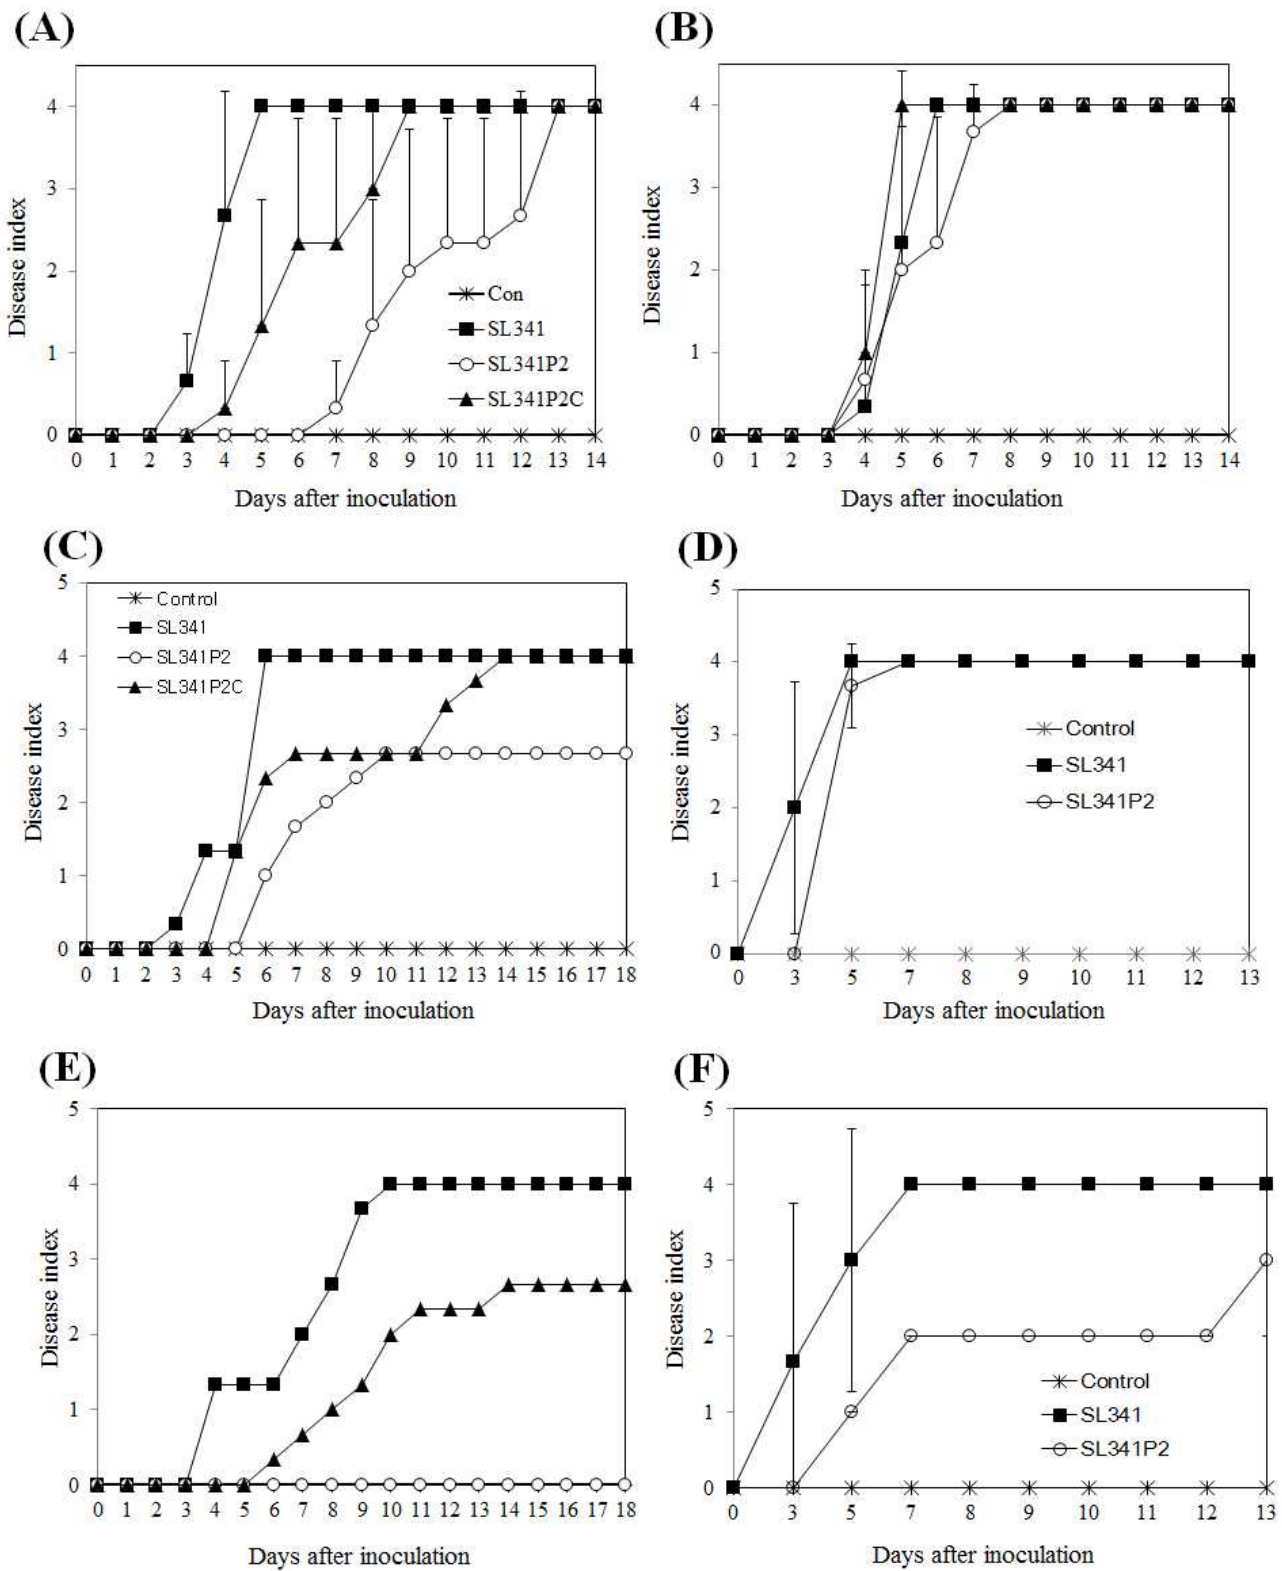 (A)
4
3
2
1
0
Disease index
Con
SL341
SL341P2
SL341P2C
0 1 2 3 4 5 6 7 8 9 10 11 12 13 14
Days after inoculation
(B)
4
3
2
1
0
Disease index
0 1 2 3 4 5 6 7 8 9 10 11 12 13 14
Days after inoculation
(C)
5
4
3
2
1
0
Disease index
Control
SL341
SL341P2
SL341P2C
0 1 2 3 4 5 6 7 8 9 10 11 12 13 14 15 16 17 18
Days after inoculation
(D)
5
4
3
2
1
0
Disease index
Control
SL341
SL341P2
0 3 5 7 8 9 10 11 12 13
Days after inoculation
(E)
5
4
3
2
1
0
Disease index
0 1 2 3 4 5 6 7 8 9 10 11 12 13 14 15 16 17 18
Days after inoculation
(F)
5
4
3
2
1
0
Disease index
Control
SL341
SL341P2
0 3 5 7 8 9 10 11 12 13
Days after inoculation